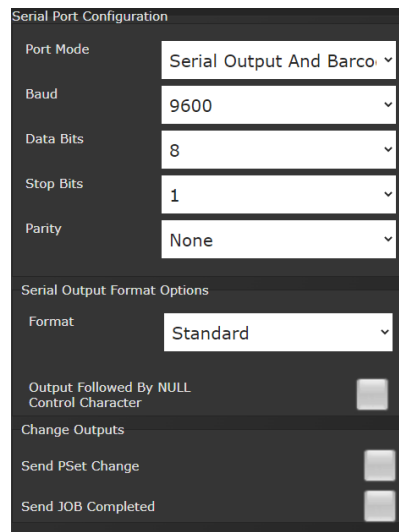 Serial Port Configuration
Port Mode
Serial Output And Barco
Baud
9600
Data Bits
8
Stop Bits
1
Parity
None
Serial Output Format Options
Format
Standard
Output Followed By NULL
Control Character
Change Outputs
Send PSet Change
Send JOB Completed